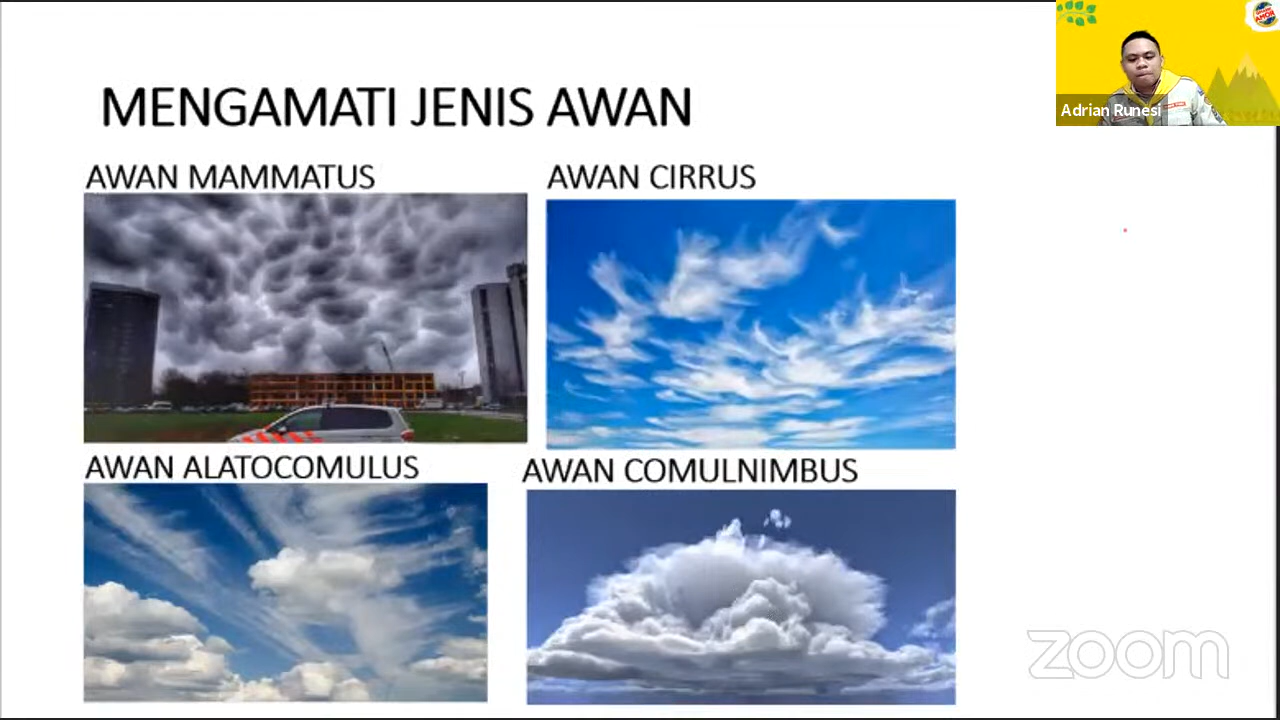 MENGAMATI JENIS AWAN
Adrian Runesi
AWAN MAMMATUS
AWAN CIRRUS
AWAN ALATOCOMULUS
AWAN COMULNIMBUS
zoom